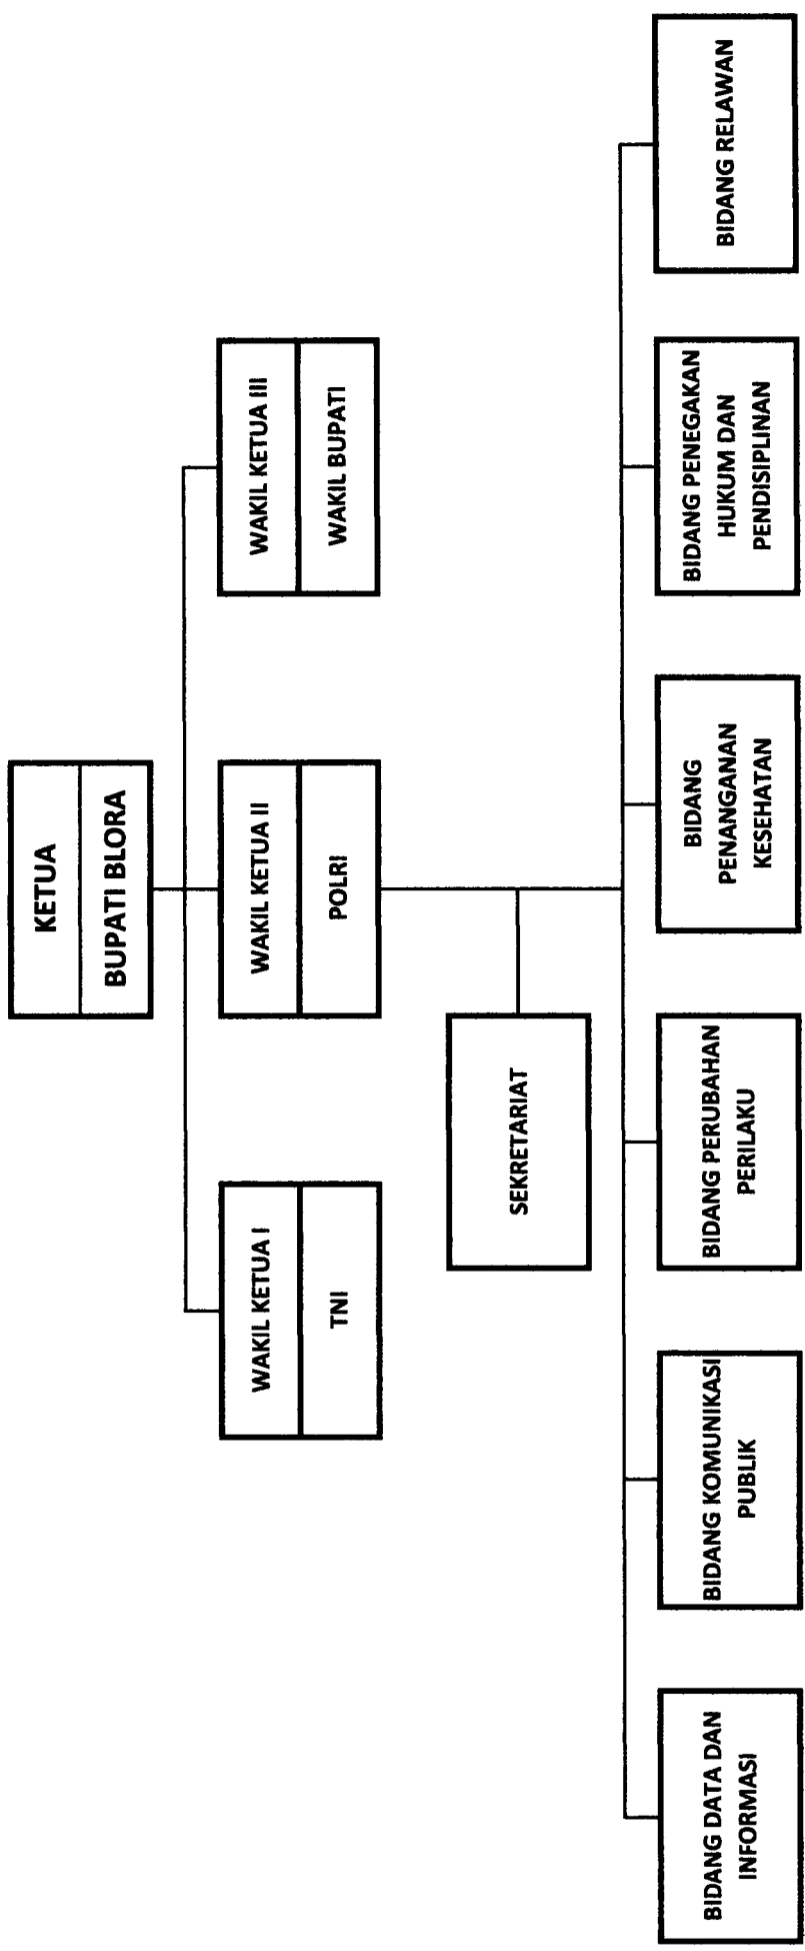 KETUA
BUPATI BLORA
WAKIL KETUA I
TNI
WAKIL KETUA II
POLRI
WAKIL KETUA III
WAKIL BUPATI
SEKRETARIAT
BIDANG DATA DAN
INFORMASI
BIDANG KOMUNIKASI
PUBLIK
BIDANG PERUBAHAN
PERILAKU
BIDANG
PENANGANAN
KESEHATAN
BIDANG PENEGAKAN
HUKUM DAN
PENDISIPLINAN
BIDANG RELAWAN